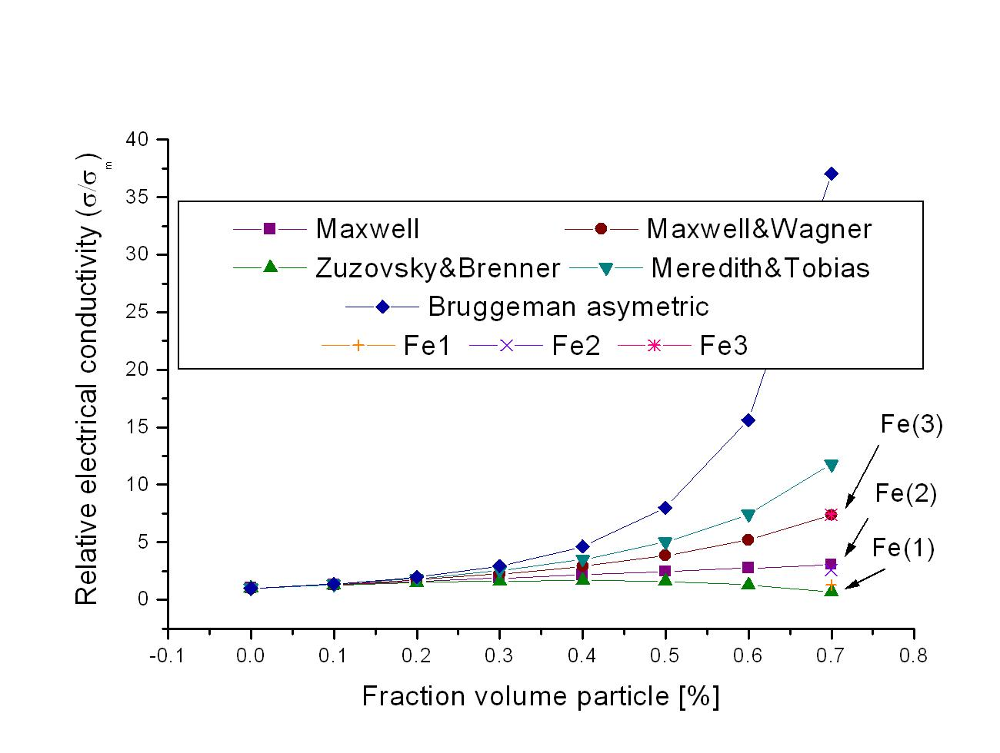 40
35
30
25
20
15
10
5
0
Relative electrical conductivity (σ/σm)
Maxwell Maxwell&Wagner
Zuzovsky&Brenner Meredith&Tobias
Bruggeman asymetric
Fe1 Fe2 Fe3
Fe(3)
Fe(2)
Fe(1)
-0.1 0.0 0.1 0.2 0.3 0.4 0.5 0.6 0.7 0.8
Fraction volume particle [%]